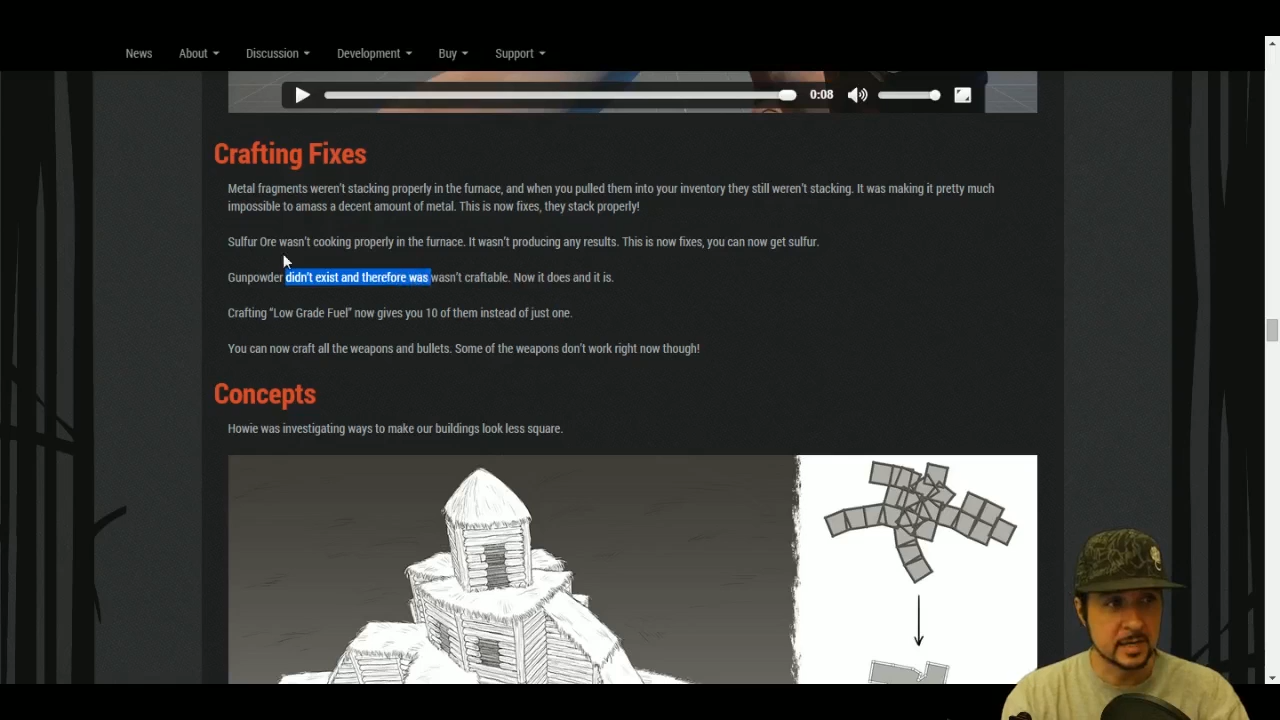 News About Discussion Development Buy Support
0:08
Crafting Fixes
Metal fragments weren't stacking properly in the furnace, and when you pulled them into your inventory they still weren't stacking. It was making it pretty much
impossible to amass a decent amount of metal. This is now fixes, they stack properly!
Sulfur Ore wasn't cooking properly in the furnace. It wasn't producing any results. This is now fixes, you can now get sulfur.
Gunpowder didn't exist and therefore was wasn't craftable. Now it does and it is.
Crafting “Low Grade Fuel” now gives you 10 of them instead of just one.
You can now craft all the weapons and bullets. Some of the weapons don't work right now though!
Concepts
Howie was investigating ways to make our buildings look less square.